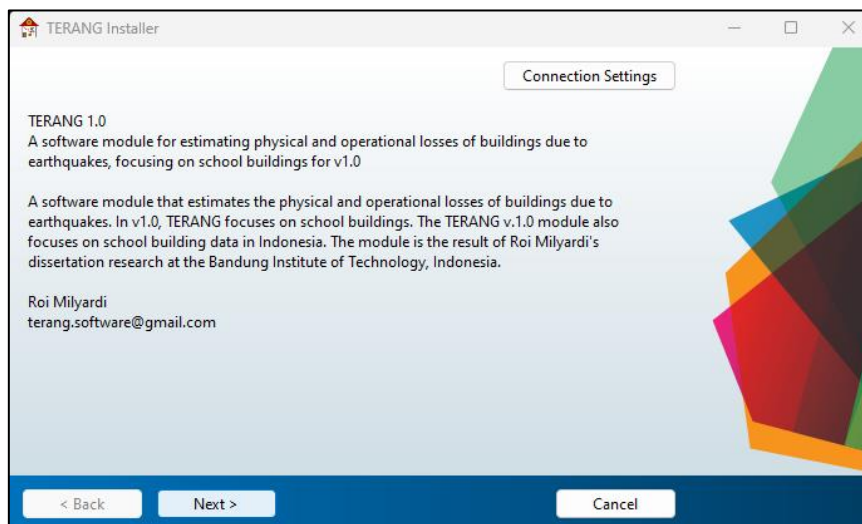 TERANG Installer
Connection Settings
TERANG 1.0
A software module for estimating physical and operational losses of buildings due to
earthquakes, focusing on school buildings for v1.0
A software module that estimates the physical and operational losses of buildings due to
earthquakes. In v1.0, TERANG focuses on school buildings. The TERANG v.1.0 module also
focuses on school building data in Indonesia. The module is the result of Roi Milyardi's
dissertation research at the Bandung Institute of Technology, Indonesia.
Roi Milyardi
terang.software@gmail.com
< Back
Next >
Cancel